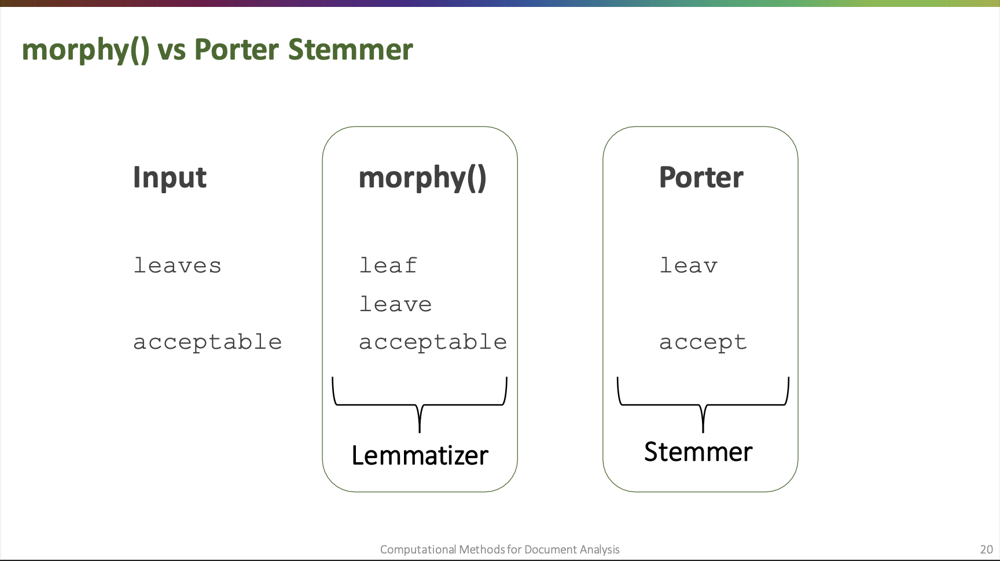 morphy() vs Porter Stemmer
Input morphy() Porter
leaves leaf leav
leave
acceptable acceptable accept
Lemmatizer Stemmer
Computational Methods for Document Analysis 20